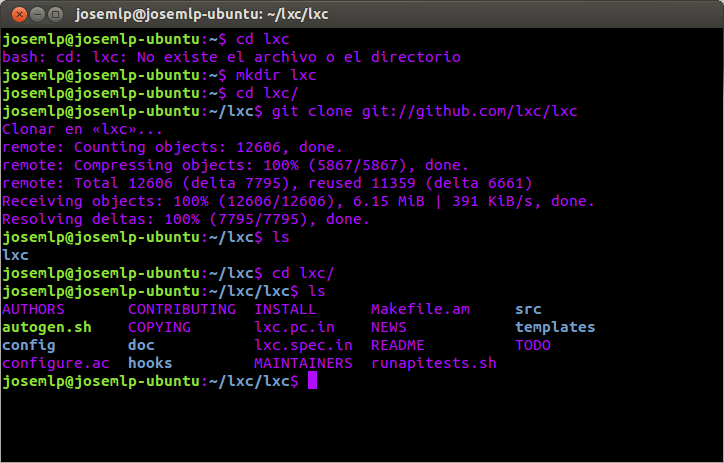 josemlp@josemlp-ubuntu: ~/lxc/lxc
josemlp@josemlp-ubuntu:~$ cd lxc
bash: cd: lxc: No existe el archivo o el directorio
josemlp@josemlp-ubuntu:~$ mkdir lxc
josemlp@josemlp-ubuntu:~$ cd lxc/
josemlp@josemlp-ubuntu:~/lxc$ git clone git://github.com/lxc/lxc
Clonar en «lxc»...
remote: Counting objects: 12606, done.
remote: Compressing objects: 100% (5867/5867), done.
remote: Total 12606 (delta 7795), reused 11359 (delta 6661)
Receiving objects: 100% (12606/12606), 6.15 MiB | 391 KiB/s, done.
Resolving deltas: 100% (7795/7795), done.
josemlp@josemlp-ubuntu:~/lxc$ ls
lxc
josemlp@josemlp-ubuntu:~/lxc$ cd lxc/
josemlp@josemlp-ubuntu:~/lxc/lxc$ ls
AUTHORS       CONTRIBUTING  INSTALL      Makefile.am     src
autogen.sh    COPYING       lxc.pc.in    NEWS            templates
config        doc           lxc.spec.in  README          TODO
configure.ac  hooks         MAINTAINERS  runapitests.sh
josemlp@josemlp-ubuntu:~/lxc/lxc$